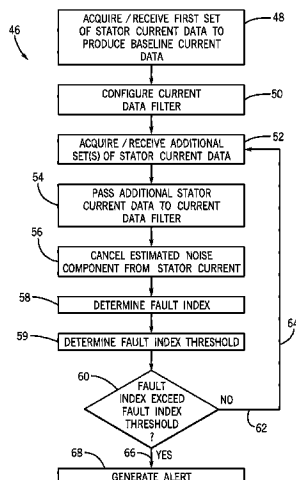 46
ACQUIRE / RECEIVE FIRST SET
OF STATOR CURRENT DATA TO
PRODUCE BASELINE CURRENT
DATA
48
CONFIGURE CURRENT
DATA FILTER
50
ACQUIRE / RECEIVE ADDITIONAL
SET(S) OF STATOR CURRENT DATA
52
54
PASS ADDITIONAL STATOR
CURRENT DATA TO CURRENT
DATA FILTER
56
CANCEL ESTIMATED NOISE
COMPONENT FROM STATOR CURRENT
58
DETERMINE FAULT INDEX
64
59
DETERMINE FAULT INDEX THRESHOLD
60
FAULT
INDEX EXCEED
FAULT INDEX
THRESHOLD
?
NO
62
66
YES
68
GENERATE ALERT